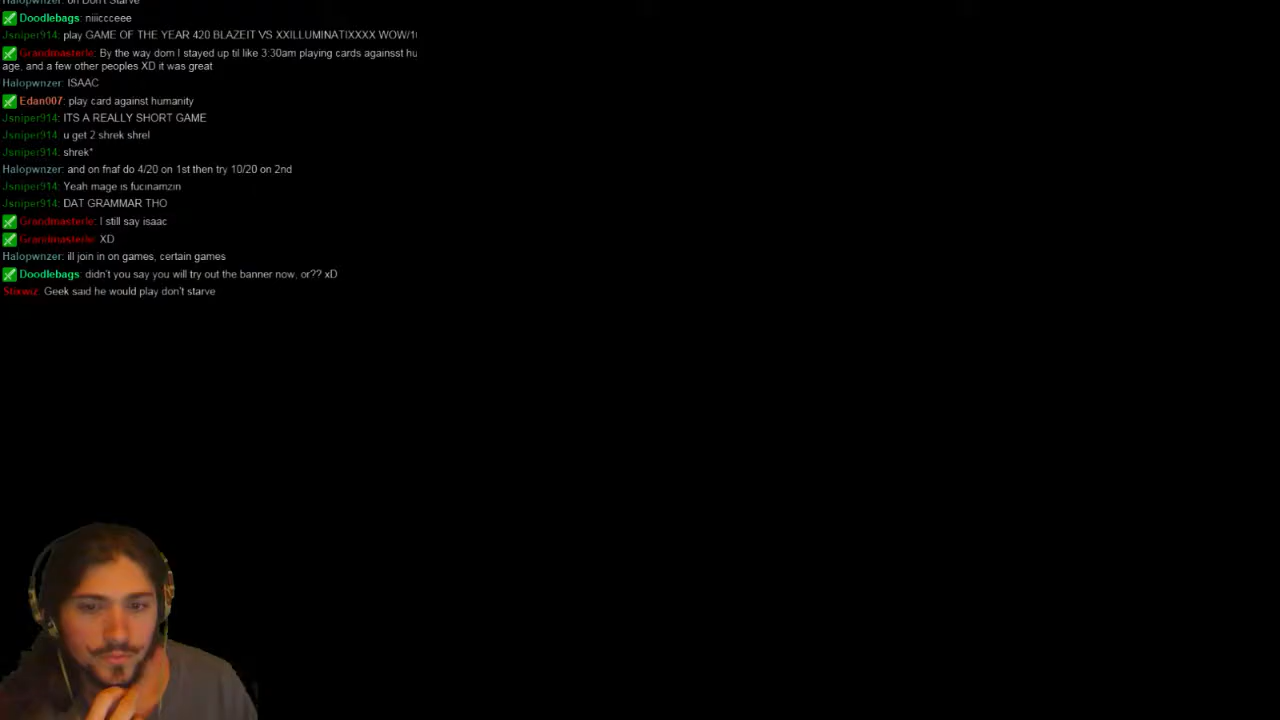 on Don't Starve
Doodlebags: niiiccceee
Jsniper914: play GAME OF THE YEAR 420 BLAZEIT VS XXILLUMINATIXXXX WOW/1
Grandmasterle: By the way dom I stayed up til like 3:30am playing cards againsst hu
age, and a few other peoples XD it was great
Halopwnzer: ISAAC
Edan007: play card against humanity
Jsniper914: ITS A REALLY SHORT GAME
Jsniper914: u get 2 shrek shrel
Jsniper914: shrek*
Halopwnzer: and on fnaf do 4/20 on 1st then try 10/20 on 2nd
Jsniper914: Yeah mage is fucinamzin
Jsniper914: DAT GRAMMAR THO
Grandmasterle: I still say isaac
Grandmasterle: XD
Halopwnzer: ill join in on games, certain games
Doodlebags: didn't you say you will try out the banner now, or?? xD
Stixwiz: Geek said he would play don't starve